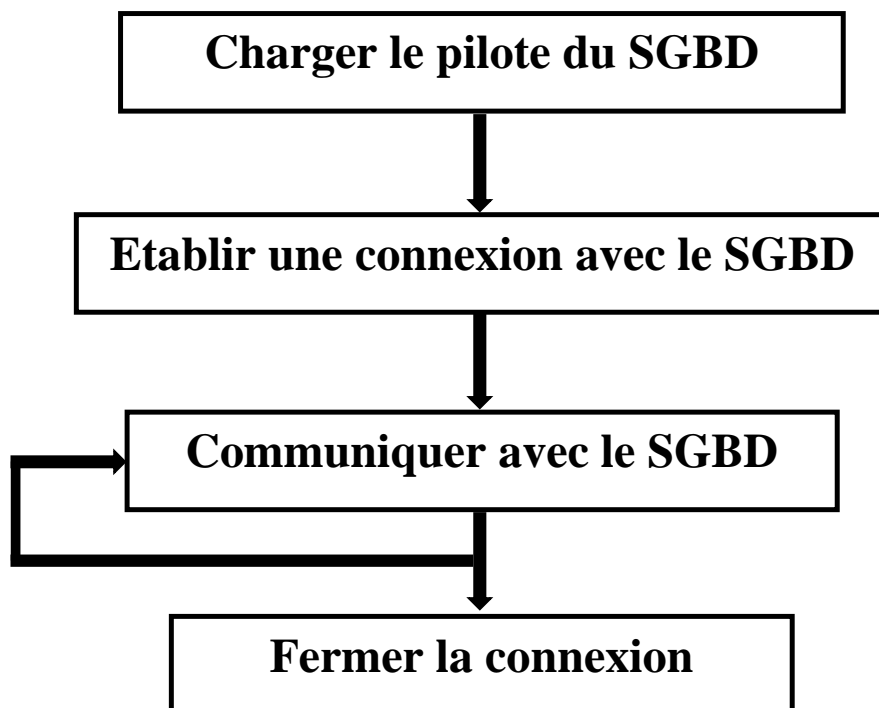 Charger le pilote du SGBD
Etablir une connexion avec le SGBD
Communiquer avec le SGBD
Fermer la connexion